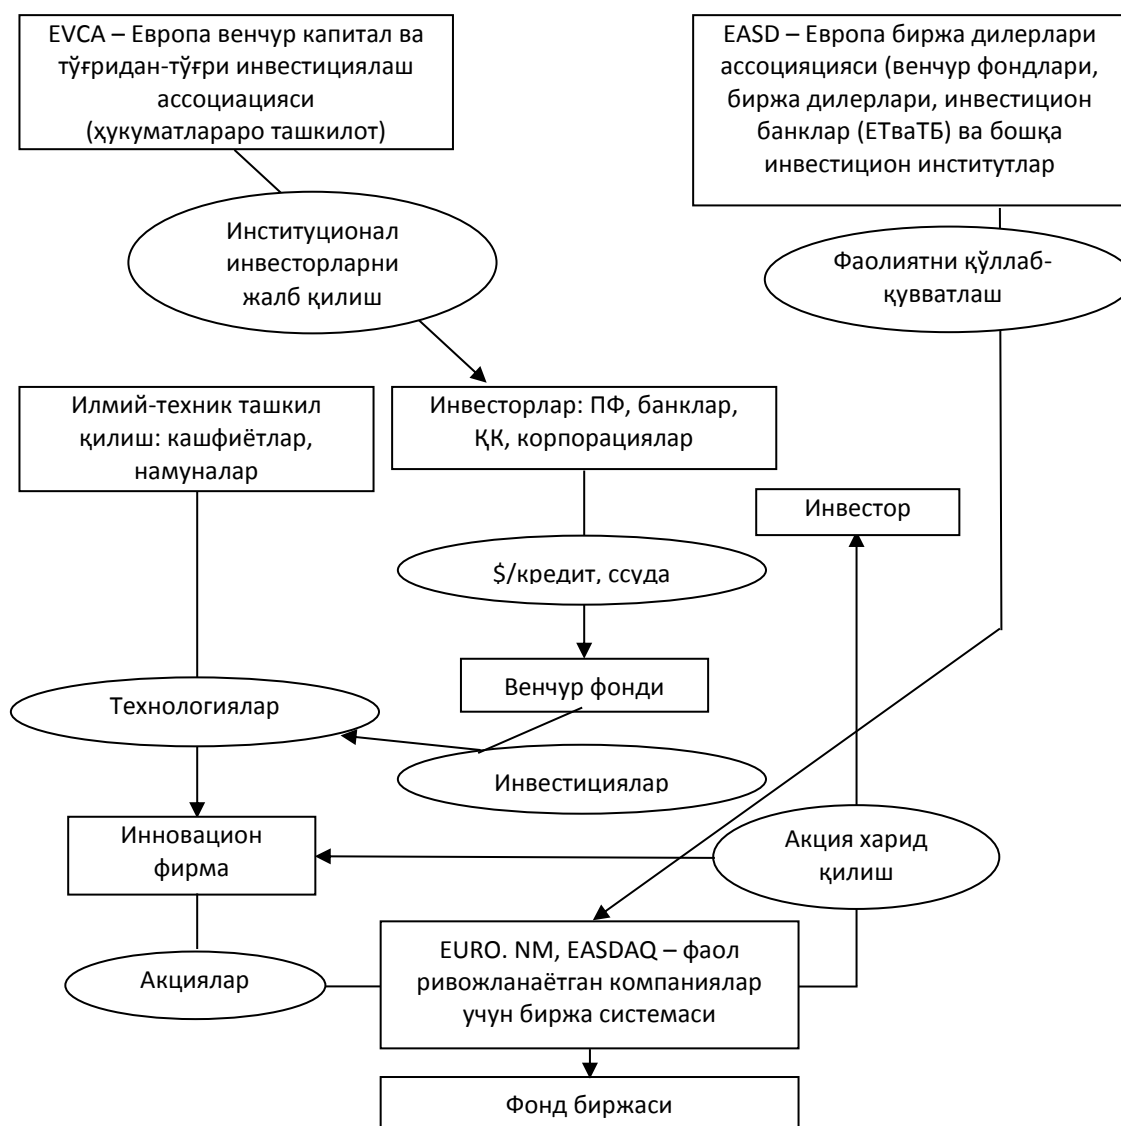 EVCA – Европа венчур капитал ва
тўғридан-тўғри инвестициялаш
ассоциацияси
(ҳукуматлараро ташкилот)
EASD – Европа биржа дилерлари
ассоцияцияси (венчур фондлари,
биржа дилерлари, инвестицион
банклар (ЕТваТБ) ва бошқа
инвестицион институтлар
Институционал
инвесторларни
жалб қилиш
Фаолиятни қўллаб-
қувватлаш
Илмий-техник ташкил
қилиш: кашфиётлар,
намуналар
Инвесторлар: ПФ, банклар,
ҚК, корпорациялар
Инвестор
$/кредит, ссуда
Венчур фонди
Технологиялар
Инвестициялар
Инновацион
фирма
Акция харид
қилиш
Акциялар
EURO. NM, EASDAQ – фаол
ривожланаётган компаниялар
учун биржа системаси
Фонд биржаси